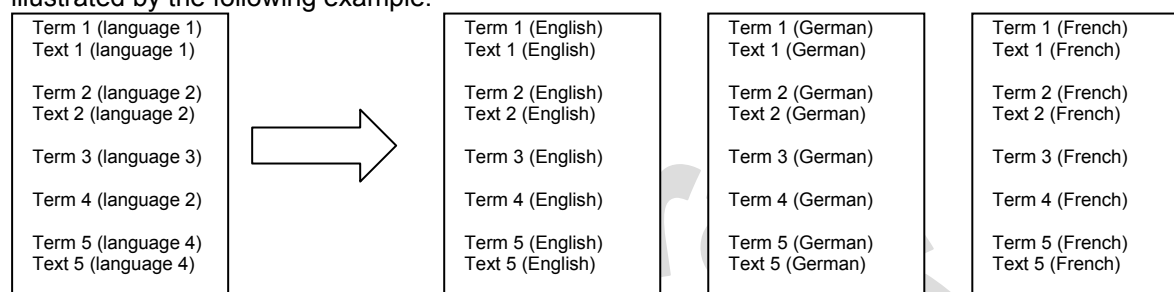 illustrated by the following example.
Term 1 (language 1)
Text 1 (language 1)
Term 2 (language 2)
Text 2 (language 2)
Term 3 (language 3)
Term 4 (language 2)
Term 5 (language 4)
Text 5 (language 4)
Term 1 (English)
Text 1 (English)
Term 2 (English)
Text 2 (English)
Term 3 (English)
Term 4 (English)
Term 5 (English)
Text 5 (English)
Term 1 (German)
Text 1 (German)
Term 2 (German)
Text 2 (German)
Term 3 (German)
Term 4 (German)
Term 5 (German)
Text 5 (German)
Term 1 (French)
Text 1 (French)
Term 2 (French)
Text 2 (French)
Term 3 (French)
Term 4 (French)
Term 5 (French)
Text 5 (French)